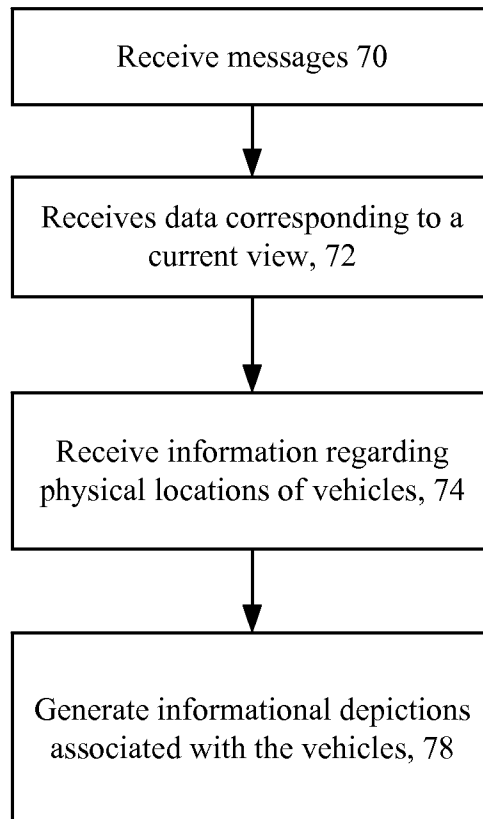 Receive messages 70
Receives data corresponding to a
current view, 72
Receive information regarding
physical locations of vehicles, 74
Generate informational depictions
associated with the vehicles, 78